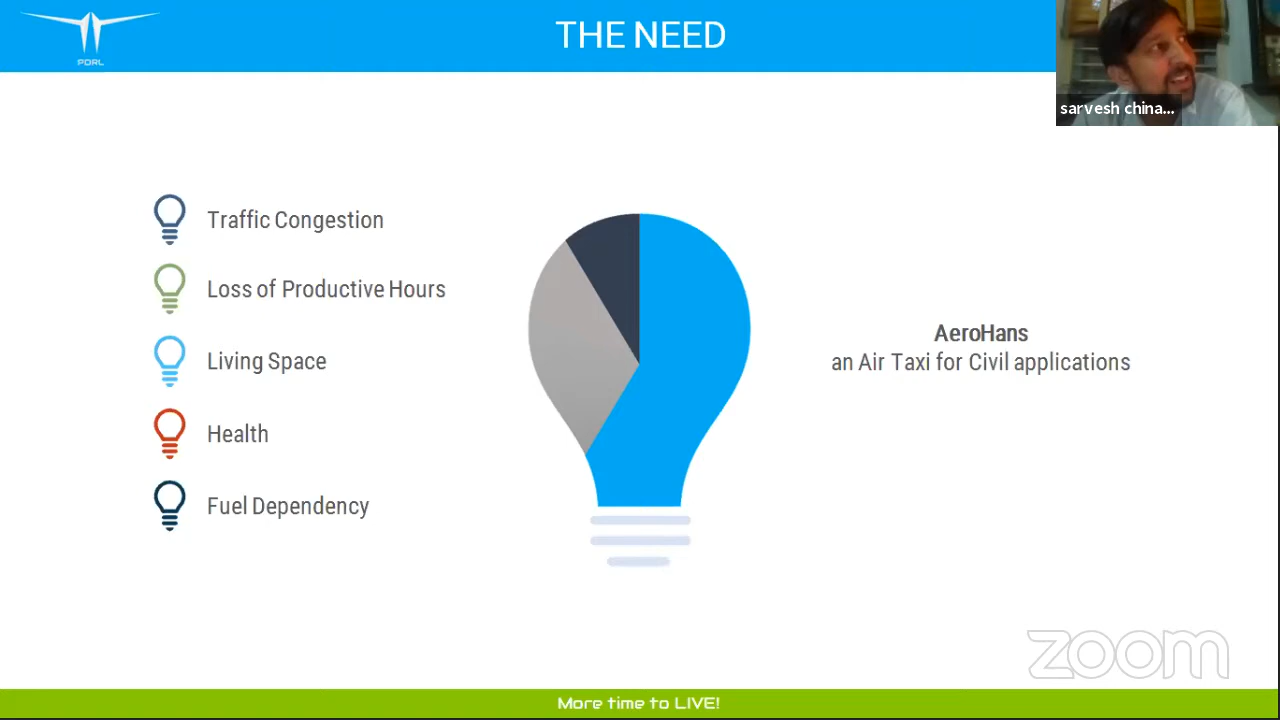 THE NEED
PDRL
sarvesh china...
Traffic Congestion
Loss of Productive Hours
Living Space
Health
Fuel Dependency
AeroHans
an Air Taxi for Civil applications
zoom
More time to LIVE!